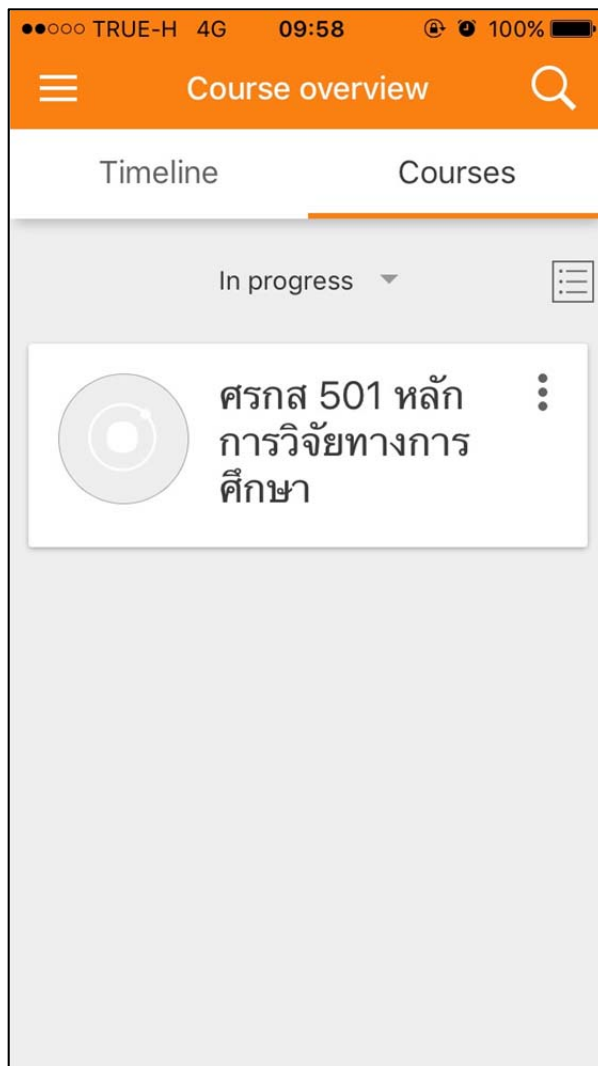 TRUE-H 4G 09:58 100%
Course overview
Timeline Courses
In progress
ศรกส 501 หลัก
การวิจัยทางการ
ศึกษา